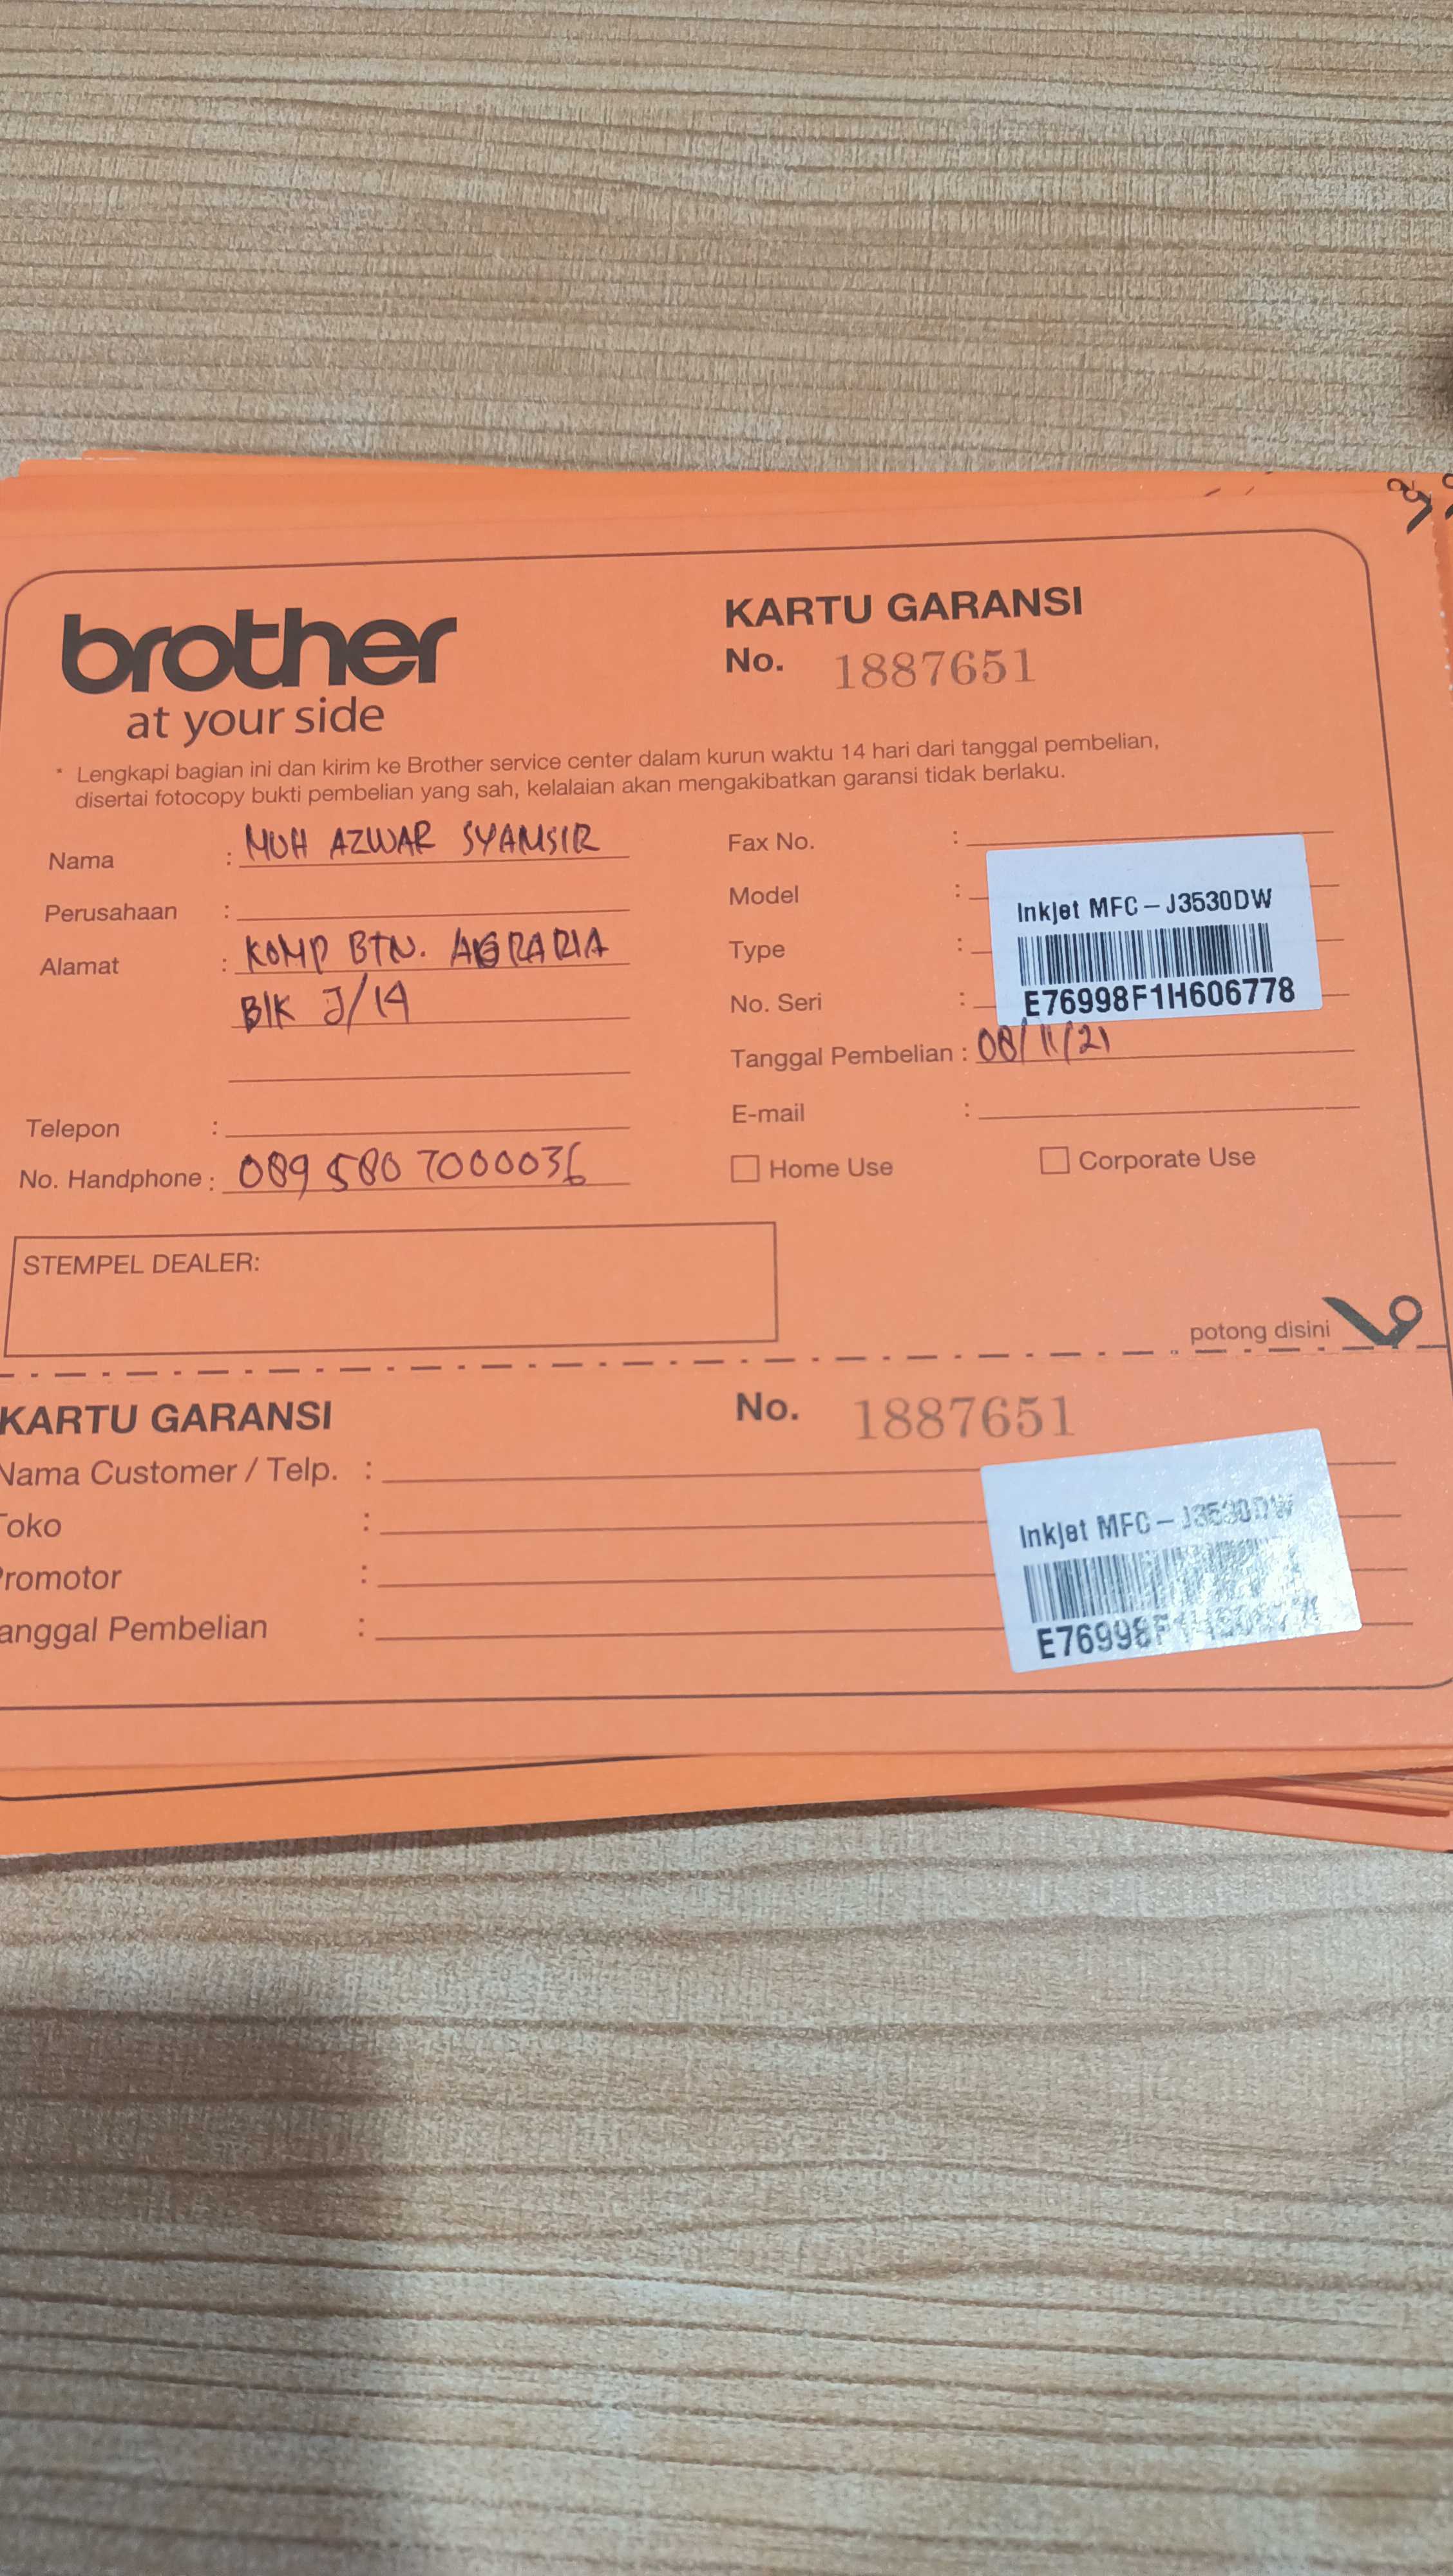 brother
at your side
KARTU GARANSI
No. 1887651
* Lengkapi bagian ini dan kirim ke Brother service center dalam kurun waktu 14 hari dari tanggal pembelian,
disertai fotocopy bukti pembelian yang sah, kelalaian akan mengakibatkan garansi tidak berlaku.
Nama : MUH AZWAR SYAMSIR
Perusahaan :
Alamat : KOMP BTN. AGRARIA
Blk J/14
Telepon :
No. Handphone : 089 580 7000036
Fax No. :
Model :
Inkjet MFC-J3530DW
Type :
No. Seri :
E76998F1H606778
Tanggal Pembelian : 08/11/21
E-mail :
Home Use
Corporate Use
STEMPEL DEALER:
potong disini
KARTU GARANSI
No. 1887651
Nama Customer / Telp. :
Toko :
Promotor :
Tanggal Pembelian :
Inkjet MFC-J3530DW